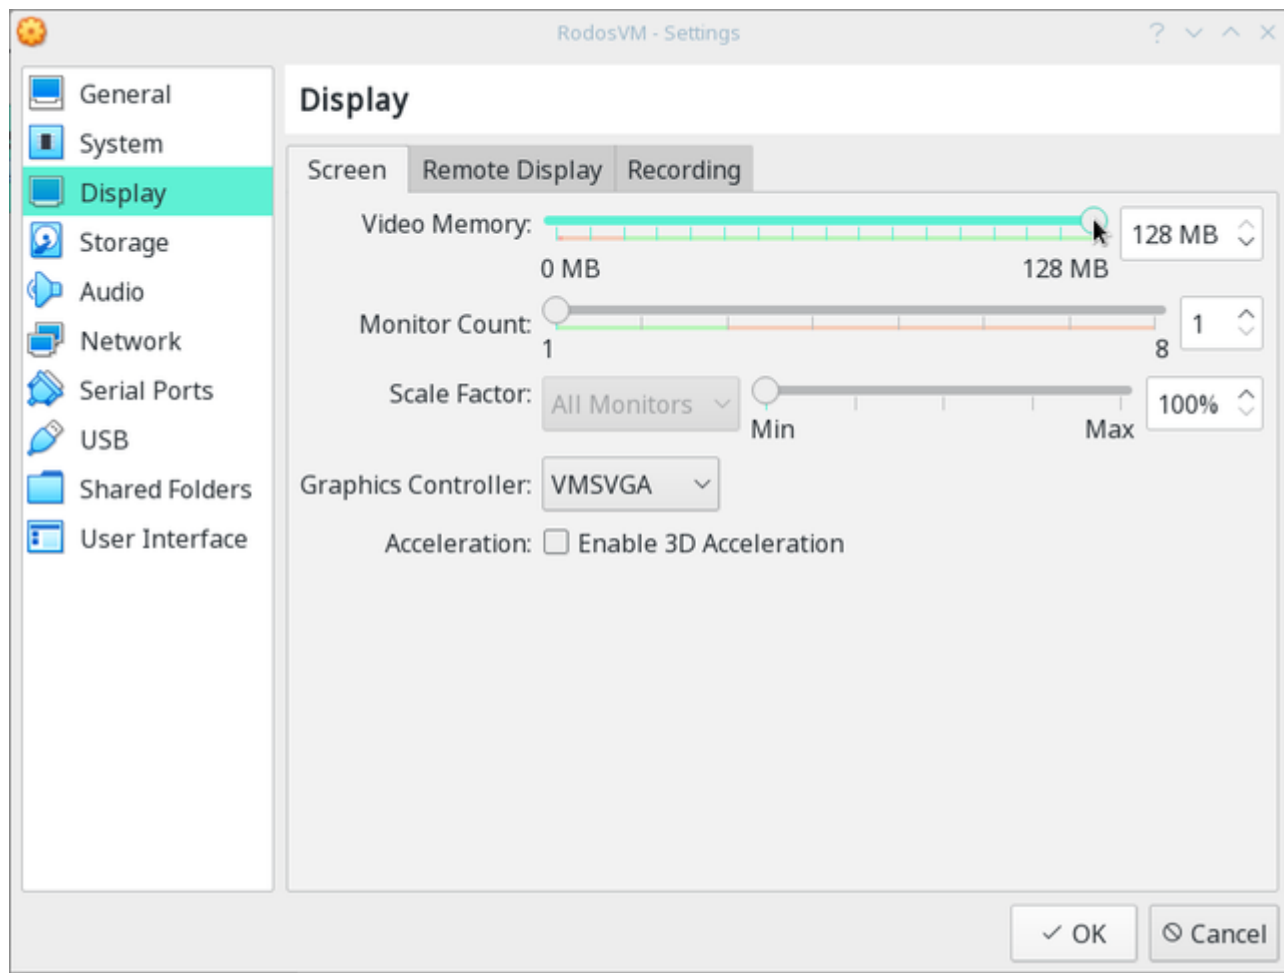 RodosVM - Settings
General
System
Display
Storage
Audio
Network
Serial Ports
USB
Shared Folders
User Interface
Display
Screen Remote Display Recording
Video Memory: 128 MB
0 MB 128 MB
Monitor Count: 1
1 8
Scale Factor: All Monitors 100%
Min Max
Graphics Controller: VMSVGA
Acceleration: Enable 3D Acceleration
OK Cancel